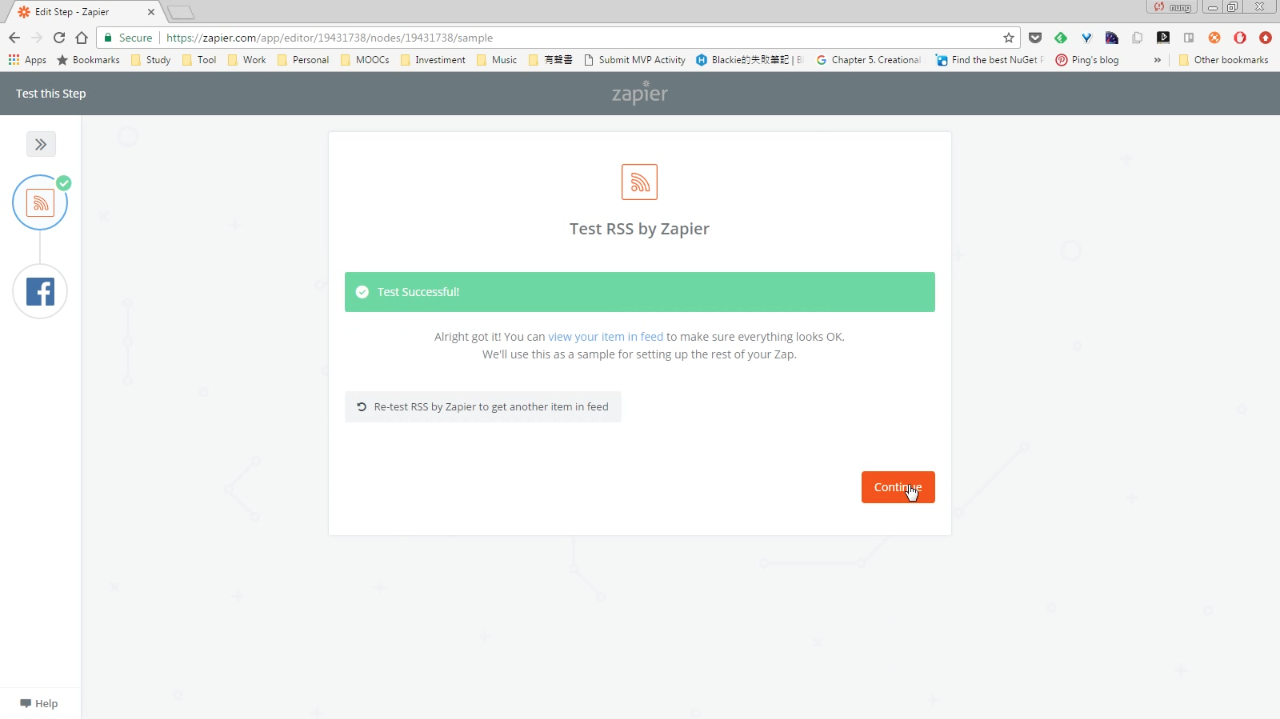 Edit Step - Zapier
nung
Secure https://zapier.com/app/editor/19431738/nodes/19431738/sample
Apps Bookmarks Study Tool Work Personal MOOCs Investiment Music 有聲書 Submit MVP Activity Blackie的失敗筆記 | Bl Chapter 5. Creational Find the best NuGet P Ping's blog » Other bookmarks
Test this Step
zapier
Test RSS by Zapier
Test Successful!
Alright got it! You can view your item in feed to make sure everything looks OK.
We'll use this as a sample for setting up the rest of your Zap.
Re-test RSS by Zapier to get another item in feed
Continue
Help